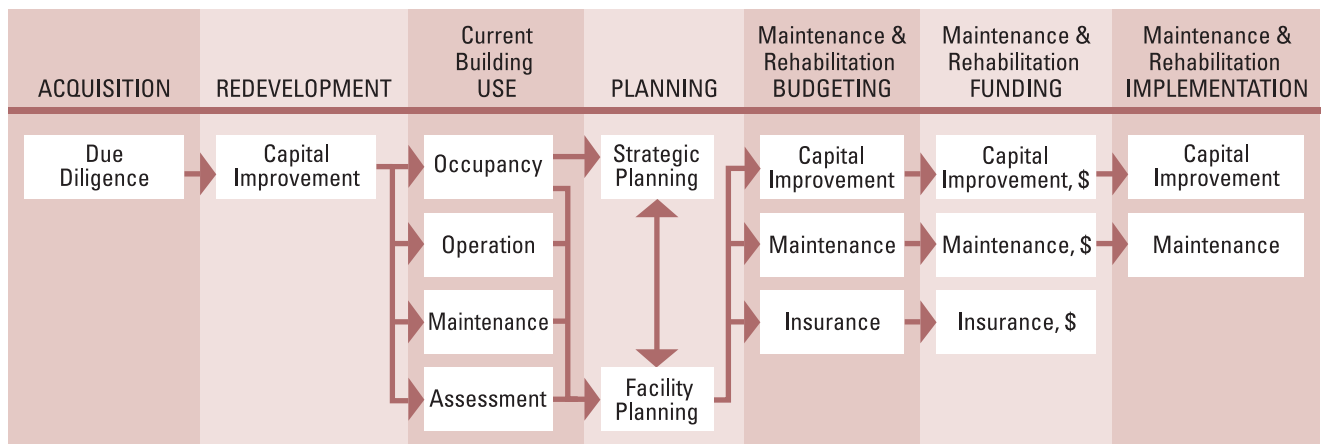 ACQUISITION
REDEVELOPMENT
Current
Building
USE
PLANNING
Maintenance &
Rehabilitation
BUDGETING
Maintenance &
Rehabilitation
FUNDING
Maintenance &
Rehabilitation
IMPLEMENTATION
Due
Diligence
Capital
Improvement
Occupancy
Operation
Maintenance
Assessment
Strategic
Planning
Facility
Planning
Capital
Improvement
Maintenance
Insurance
Capital
Improvement, $
Maintenance, $
Insurance, $
Capital
Improvement
Maintenance